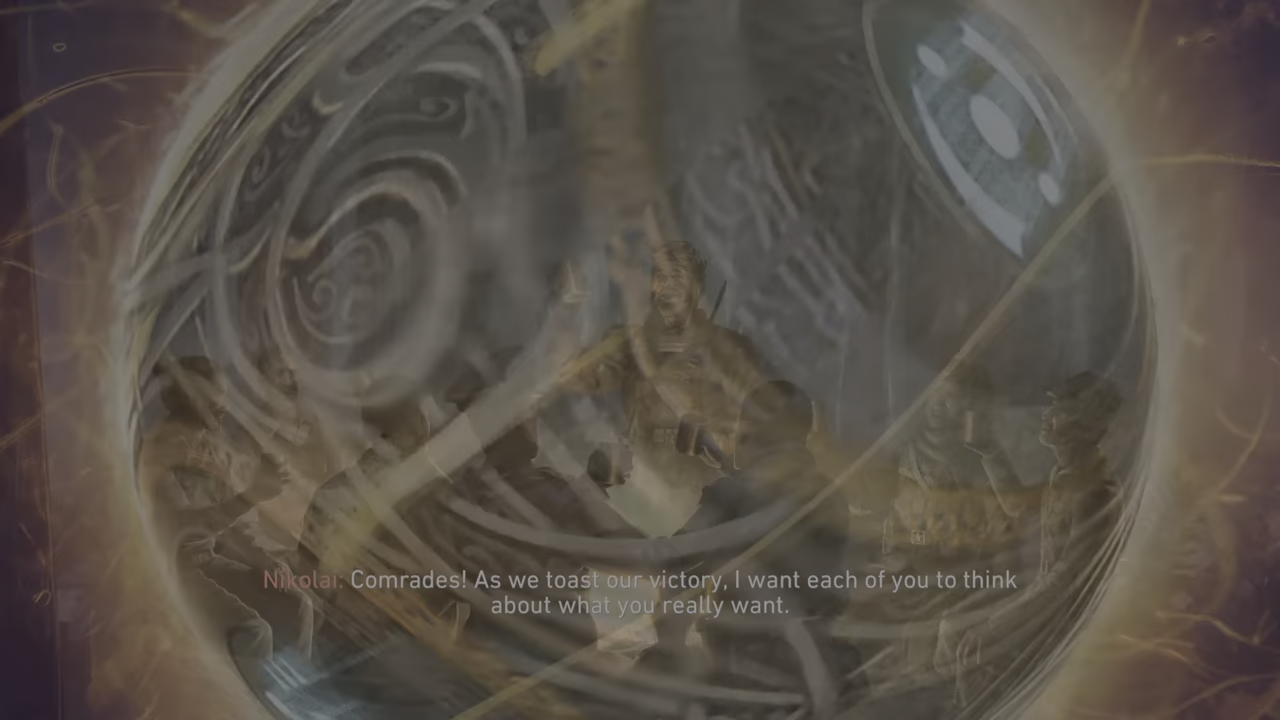 Nikolai: Comrades! As we toast our victory, I want each of you to think
about what you really want.